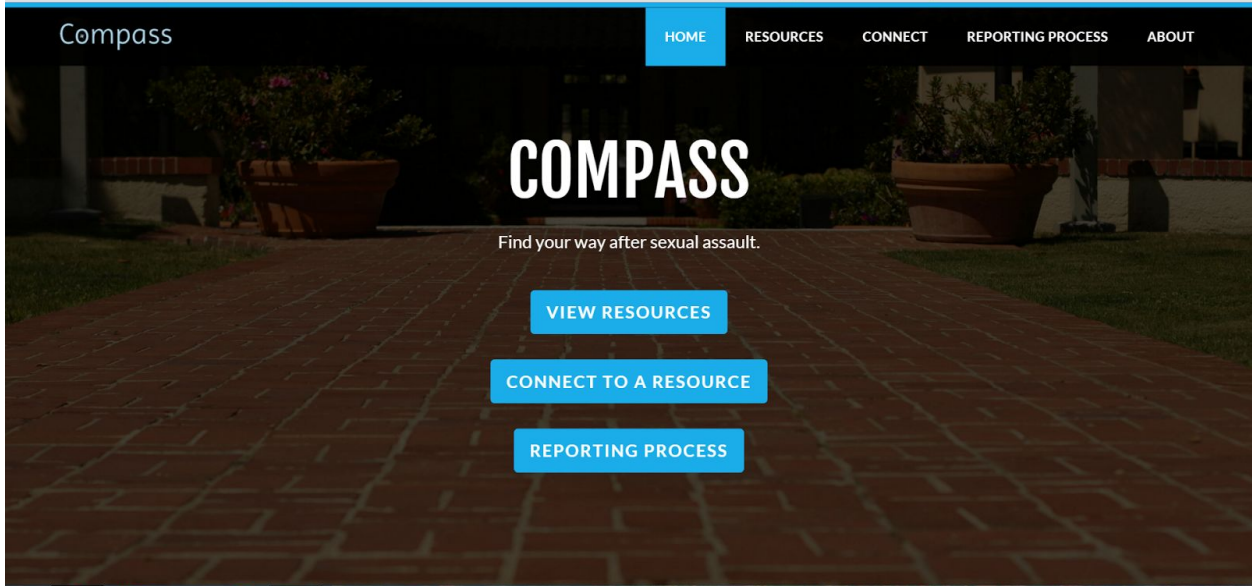 Compass
HOME RESOURCES CONNECT REPORTING PROCESS ABOUT
COMPASS
Find your way after sexual assault.
VIEW RESOURCES
CONNECT TO A RESOURCE
REPORTING PROCESS